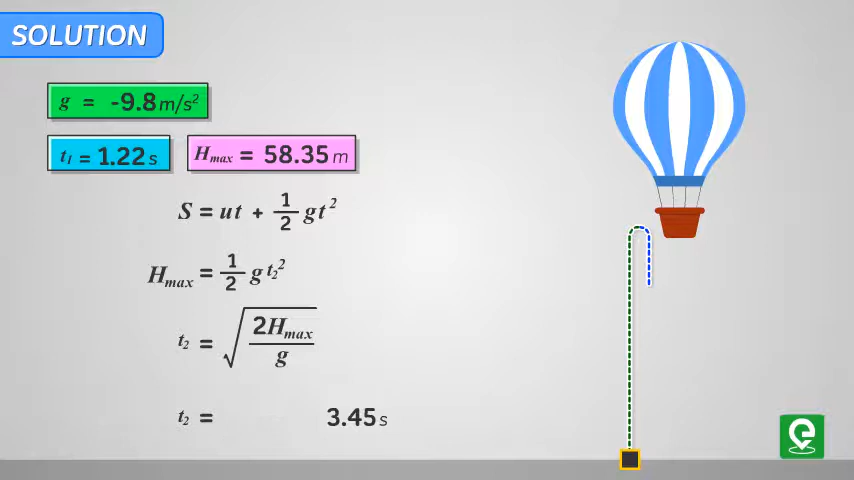 SOLUTION
g = -9.8 m/s²
t₁ = 1.22 s
Hₘₐₓ = 58.35 m
S = ut + 1/2 gt²
Hₘₐₓ = 1/2 g t₂²
t₂ = √(2Hₘₐₓ/g)
t₂ = 3.45 s